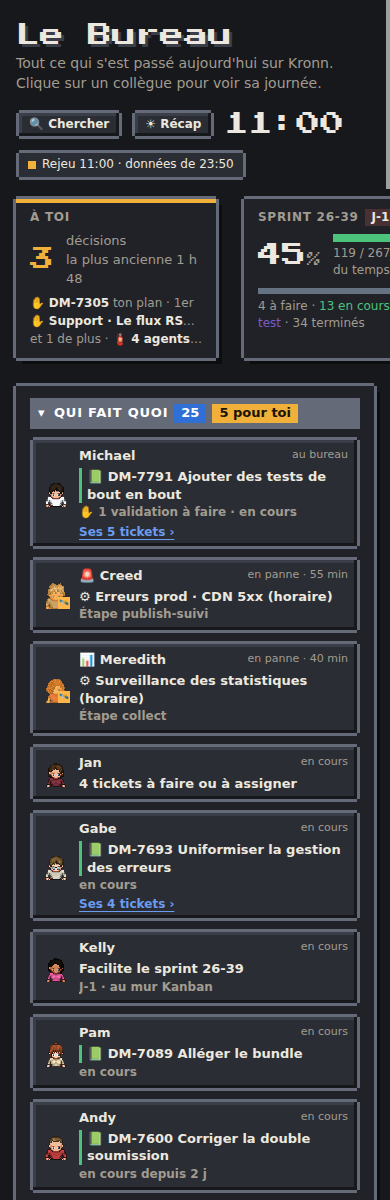 Le Bureau
Tout ce qui s'est passé aujourd'hui sur Kronn.
Clique sur un collègue pour voir sa journée.
🔍 Chercher
☀ Récap
11:00
Rejeu 11:00 · données de 23:50
À TOI
3
décisions
la plus ancienne 1 h
48
✋ DM-7305 ton plan · 1er
✋ Support · Le flux RS…
et 1 de plus · 🧯 4 agents…
SPRINT 26-39 J-1
45%
119 / 267
du temps
4 à faire · 13 en cours
test · 34 terminés
▾ QUI FAIT QUOI 25 5 pour toi
Michael
au bureau
📗 DM-7791 Ajouter des tests de
bout en bout
✋ 1 validation à faire · en cours
Ses 5 tickets ›
🚨 Creed
en panne · 55 min
⚙ Erreurs prod · CDN 5xx (horaire)
Étape publish-suivi
📊 Meredith
en panne · 40 min
⚙ Surveillance des statistiques
(horaire)
Étape collect
Jan
en cours
4 tickets à faire ou à assigner
Gabe
en cours
📗 DM-7693 Uniformiser la gestion
des erreurs
en cours
Ses 4 tickets ›
Kelly
en cours
Facilite le sprint 26-39
J-1 · au mur Kanban
Pam
en cours
📗 DM-7089 Alléger le bundle
en cours
Andy
en cours
📗 DM-7600 Corriger la double
soumission
en cours depuis 2 j